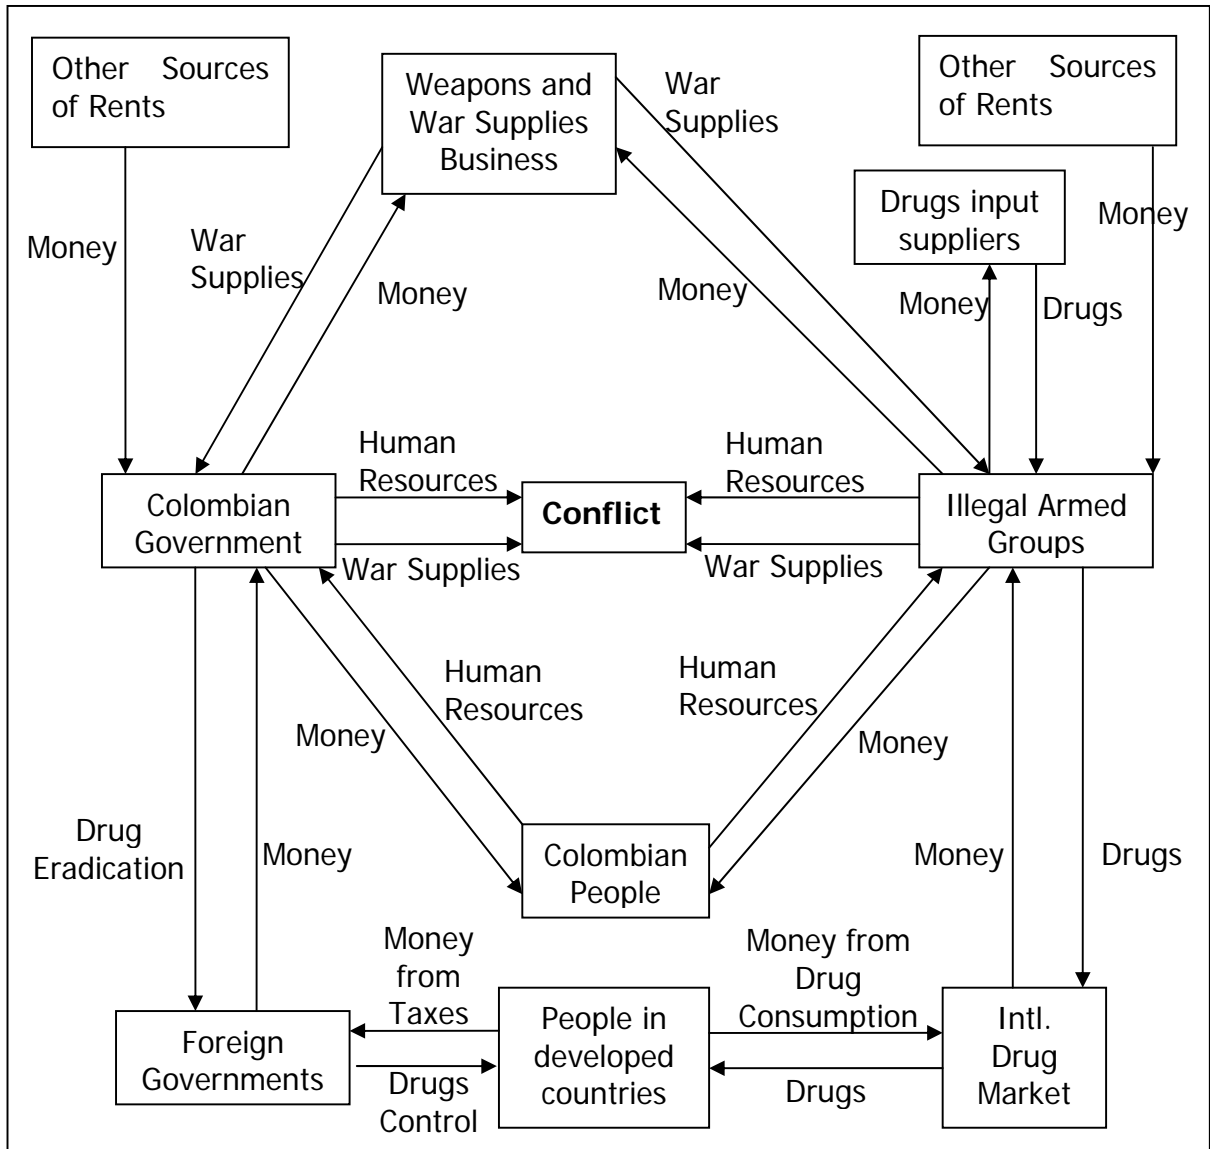 Other Sources
of Rents
Weapons and
War Supplies
Business
War
Supplies
Other Sources
of Rents
Drugs input
suppliers
Money
Money
War
Supplies
Money
Money
Money
Drugs
Human
Resources
Human
Resources
Colombian
Government
Conflict
Illegal Armed
Groups
War Supplies
War Supplies
Human
Resources
Human
Resources
Money
Money
Drug
Eradication
Money
Colombian
People
Money
Drugs
Money
from
Taxes
Money from
Drug
Consumption
Foreign
Governments
People in
developed
countries
Intl.
Drug
Market
Drugs
Control
Drugs